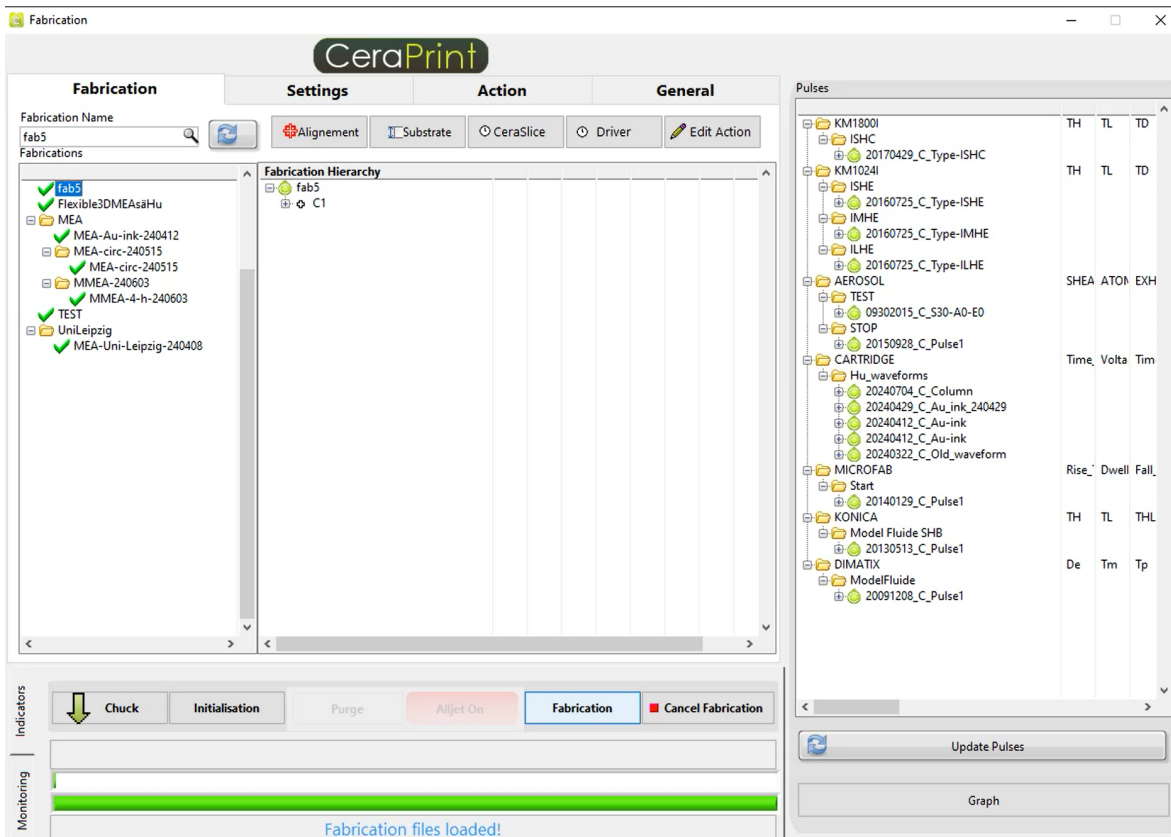 Fabrication
CeraPrint
Fabrication Settings Action General
Fabrication Name
fab5
Alignement Substrate CeraSlice Driver Edit Action
Fabrications
fab5
Flexible3DMEAsäHu
MEA
MEA-Au-ink-240412
MEA-circ-240515
MEA-circ-240515
MMEA-240603
MMEA-4-h-240603
TEST
UniLeipzig
MEA-Uni-Leipzig-240408
Fabrication Hierarchy
fab5
C1
Pulses
KM1800I TH TL TD
ISHC
20170429_C_Type-ISHC
KM1024I TH TL TD
ISHE
20160725_C_Type-ISHE
IMHE
20160725_C_Type-IMHE
ILHE
20160725_C_Type-ILHE
AEROSOL SHEA ATOM EXH
TEST
09302015_C_S30-A0-E0
STOP
20150928_C_Pulse1
CARTRIDGE Time_ Volta Tim
Hu_waveforms
20240704_C_Column
20240429_C_Au_ink_240429
20240412_C_Au-ink
20240412_C_Au-ink
20240322_C_Old_waveform
MICROFAB Rise_ Dwell Fall_
Start
20140129_C_Pulse1
KONICA TH TL THL
Model Fluide SHB
20130513_C_Pulse1
DIMATIX De Tm Tp
ModelFluide
20091208_C_Pulse1
Indicators
Monitoring
Chuck Initialisation Purge Alljet On Fabrication Cancel Fabrication
Fabrication files loaded!
Update Pulses
Graph